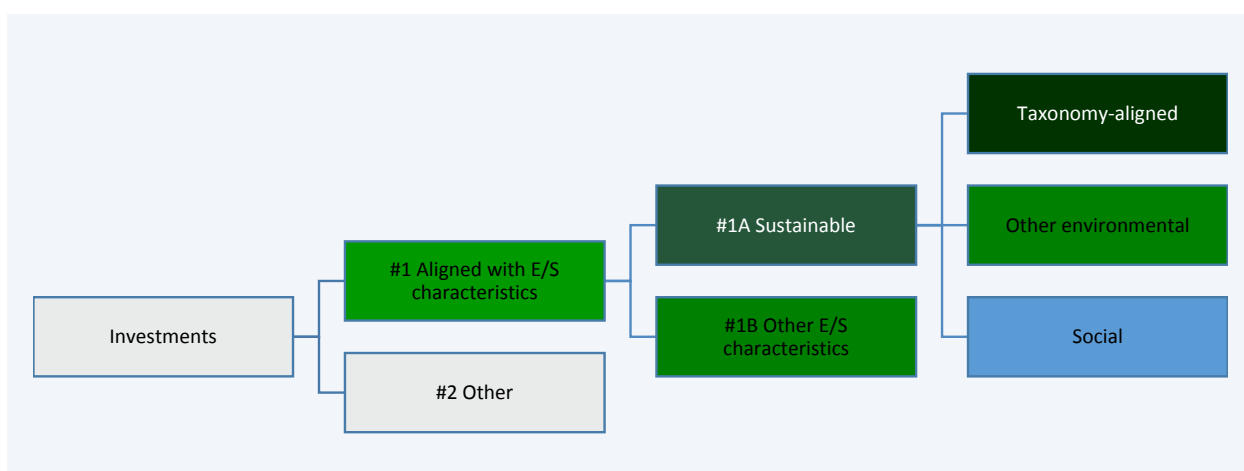 Taxonomy-aligned
#1A Sustainable
Other environmental
#1 Aligned with E/S
characteristics
Investments
#1B Other E/S
characteristics
Social
#2 Other